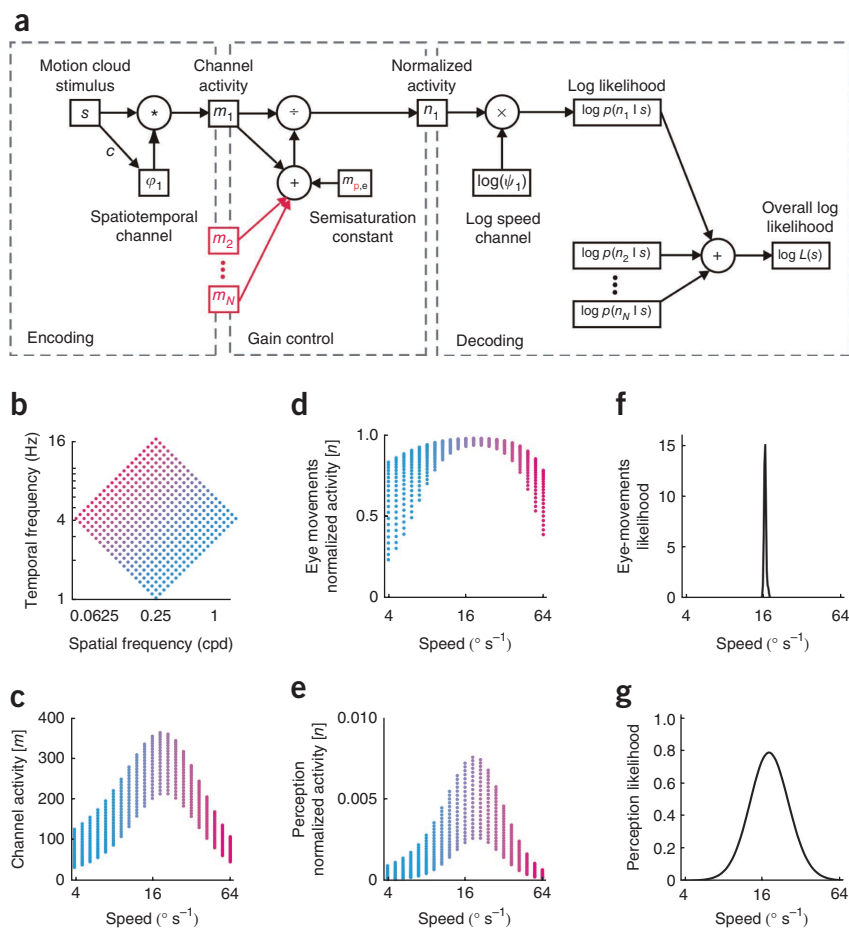 a
Motion cloud
stimulus
Channel
activity
Normalized
activity
Log likelihood
s
*
m1
÷
n1
×
log p(n1 | s)
c
φ1
+
mp,e
log(ψ1)
Spatiotemporal
channel
Semisaturation
constant
Log speed
channel
Overall log
likelihood
m2
mN
log p(n2 | s)
+
log L(s)
log p(nN | s)
Encoding
Gain control
Decoding
b
Temporal frequency (Hz)
16
4
1
0.0625
0.25
1
Spatial frequency (cpd)
d
Eye movements
normalized activity [n]
1.0
0.5
0
4
16
64
Speed (° s−1)
f
Eye-movements
likelihood
15
10
5
0
4
16
64
Speed (° s−1)
c
Channel activity [m]
400
300
200
100
0
4
16
64
Speed (° s−1)
e
Perception
normalized activity [n]
0.010
0.005
0
4
16
64
Speed (° s−1)
g
Perception likelihood
1.0
0.8
0.6
0.4
0.2
0
4
16
64
Speed (° s−1)